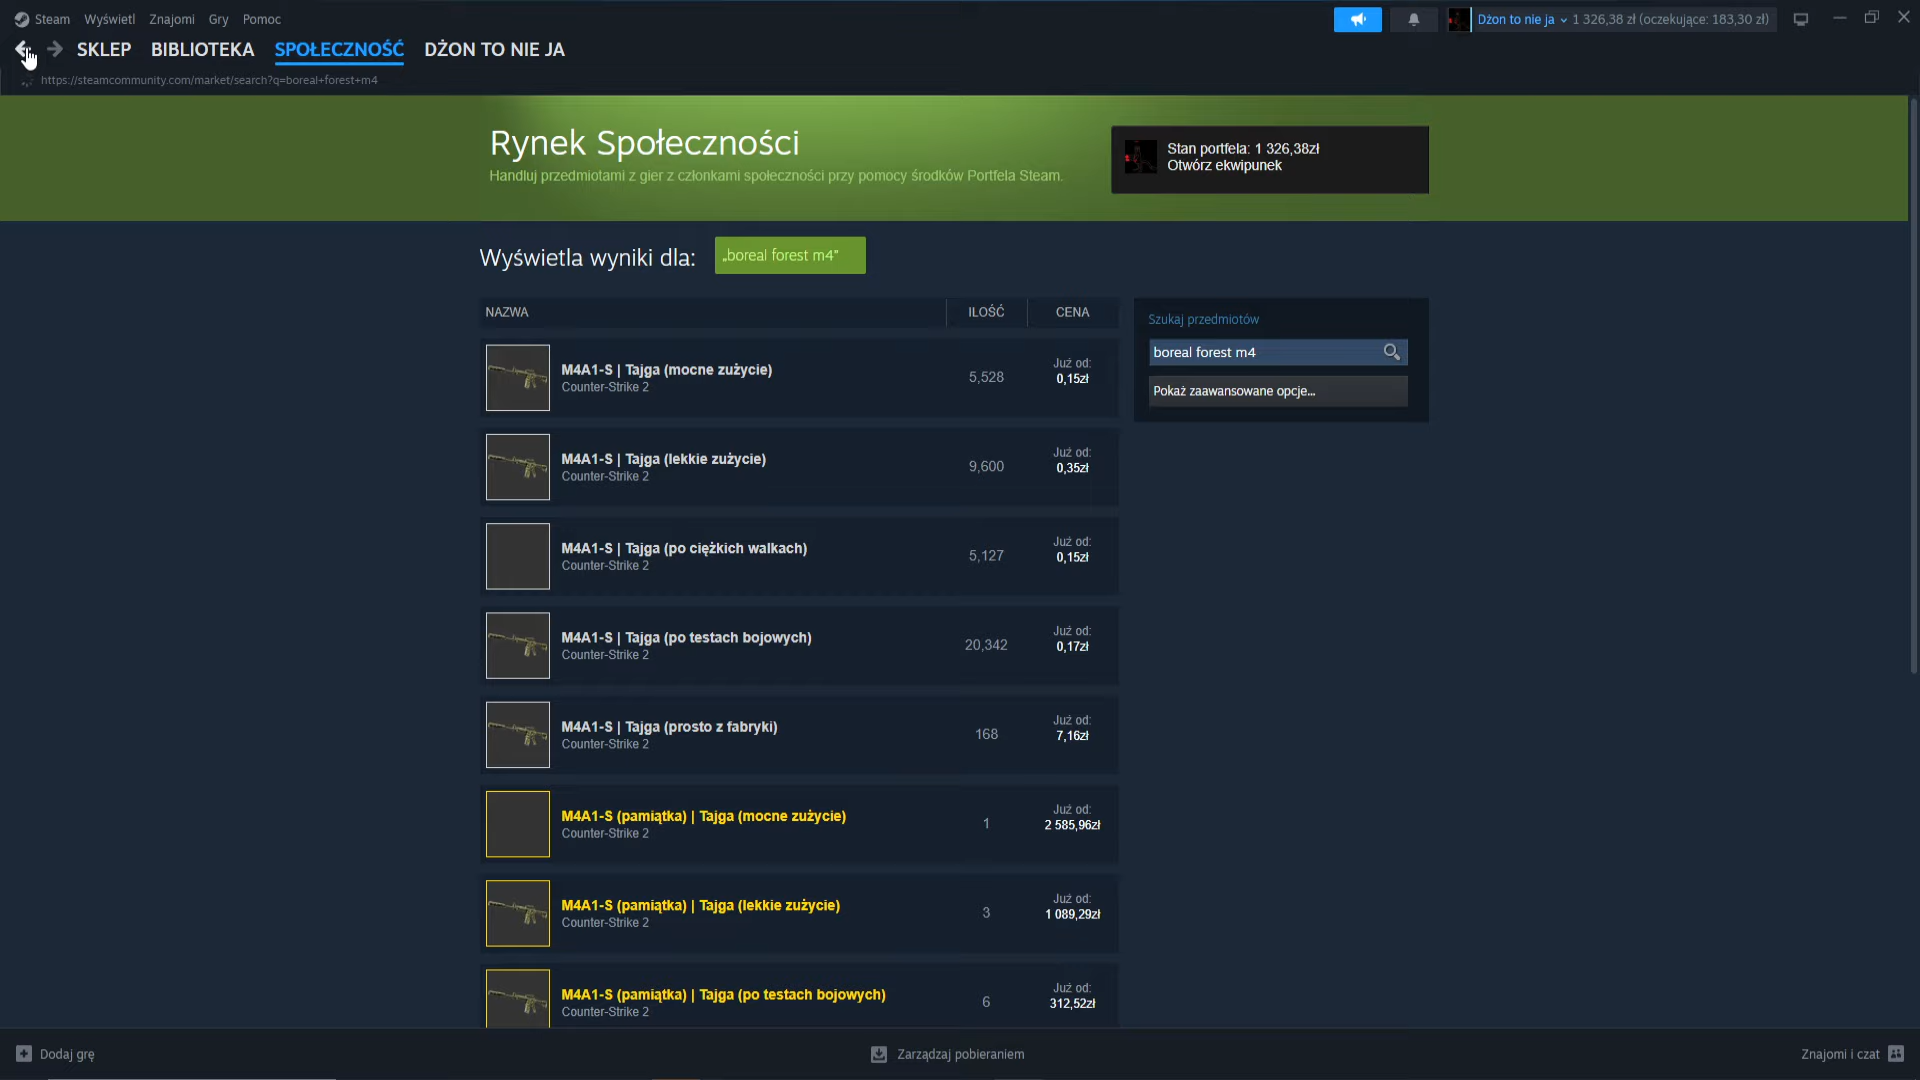 Steam Wyświetl Znajomi Gry Pomoc
Dżon to nie ja 1 326,38 zł (oczekujące: 183,30 zł)
SKLEP BIBLIOTEKA SPOŁECZNOŚĆ DŻON TO NIE JA
https://steamcommunity.com/market/search?q=boreal+forest+m4
Rynek Społeczności
Handluj przedmiotami z gier z członkami społeczności przy pomocy środków Portfela Steam.
Stan portfela: 1 326,38zł
Otwórz ekwipunek
Wyświetla wyniki dla: „boreal forest m4”
NAZWA ILOŚĆ CENA
M4A1-S | Tajga (mocne zużycie)
Counter-Strike 2
5,528
Już od:
0,15zł
M4A1-S | Tajga (lekkie zużycie)
Counter-Strike 2
9,600
Już od:
0,35zł
M4A1-S | Tajga (po ciężkich walkach)
Counter-Strike 2
5,127
Już od:
0,15zł
M4A1-S | Tajga (po testach bojowych)
Counter-Strike 2
20,342
Już od:
0,17zł
M4A1-S | Tajga (prosto z fabryki)
Counter-Strike 2
168
Już od:
7,16zł
M4A1-S (pamiątka) | Tajga (mocne zużycie)
Counter-Strike 2
1
Już od:
2 585,96zł
M4A1-S (pamiątka) | Tajga (lekkie zużycie)
Counter-Strike 2
3
Już od:
1 089,29zł
M4A1-S (pamiątka) | Tajga (po testach bojowych)
Counter-Strike 2
6
Już od:
312,52zł
Szukaj przedmiotów
boreal forest m4
Pokaż zaawansowane opcje...
Dodaj grę
Zarządzaj pobieraniem
Znajomi i czat